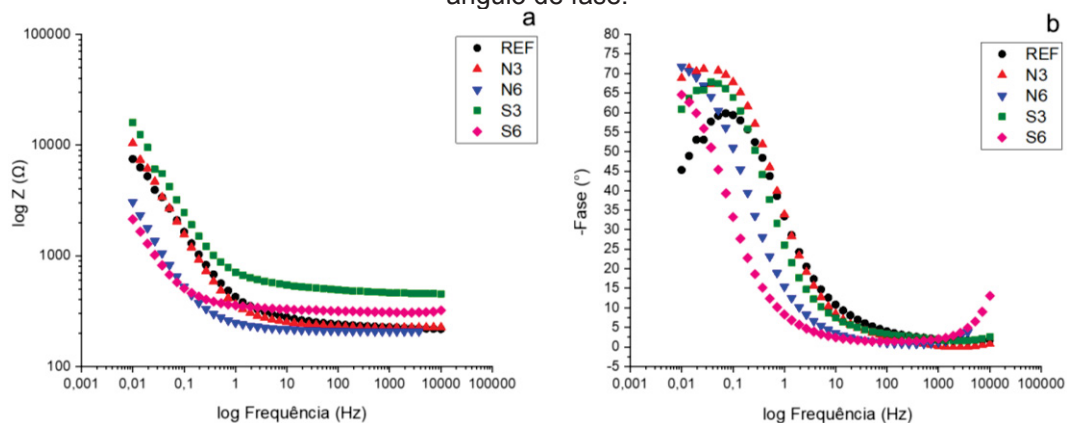 ângulo de fase.
a
REF
N3
N6
S3
S6
log Z (Ω)
100000
10000
1000
100
0,001
0,01
0,1
1
10
100
1000
10000
100000
log Frequência (Hz)
b
REF
N3
N6
S3
S6
-Fase (°)
80
75
70
65
60
55
50
45
40
35
30
25
20
15
10
5
0
-5
0,001
0,01
0,1
1
10
100
1000
10000
100000
log Frequência (Hz)